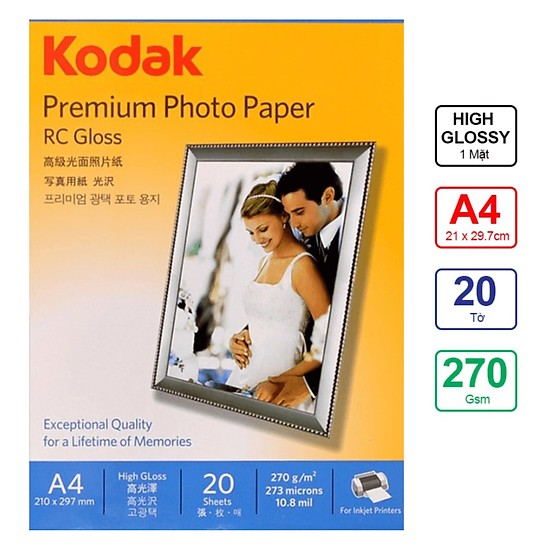 Kodak
Premium Photo Paper
RC Gloss
高級光面照片紙
写真用紙 光沢
프리미엄 광택 포토 용지
Exceptional Quality
for a Lifetime of Memories
A4
210 x 297 mm
High Gloss
高光澤
高光沢
고광택
20
Sheets
張・枚・매
270 g/m²
273 microns
10.8 mil
For Inkjet Printers
HIGH
GLOSSY
1 Mặt
A4
21 x 29.7cm
20
Tờ
270
Gsm